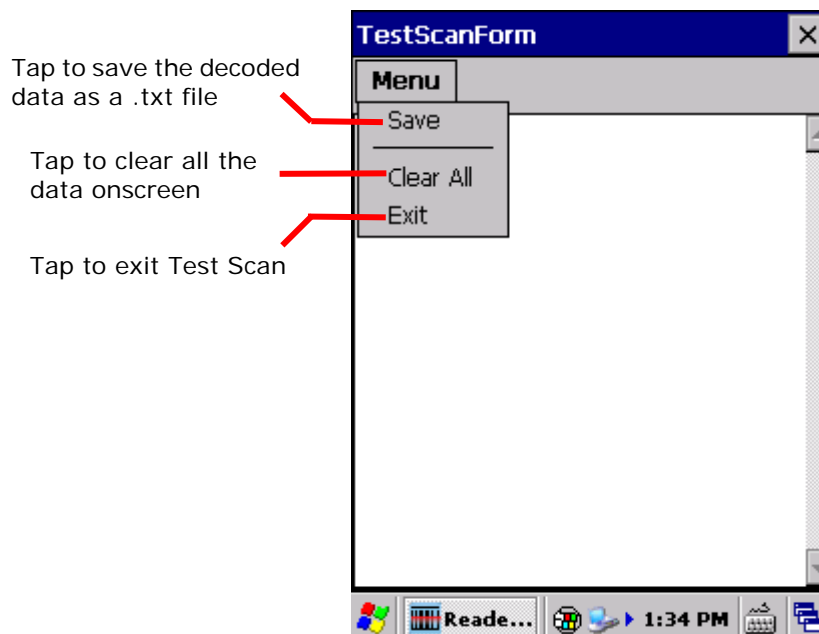 TestScanForm
Menu
Tap to save the decoded
data as a .txt file
Save
Tap to clear all the
data onscreen
Clear All
Exit
Tap to exit Test Scan
Reade... 1:34 PM